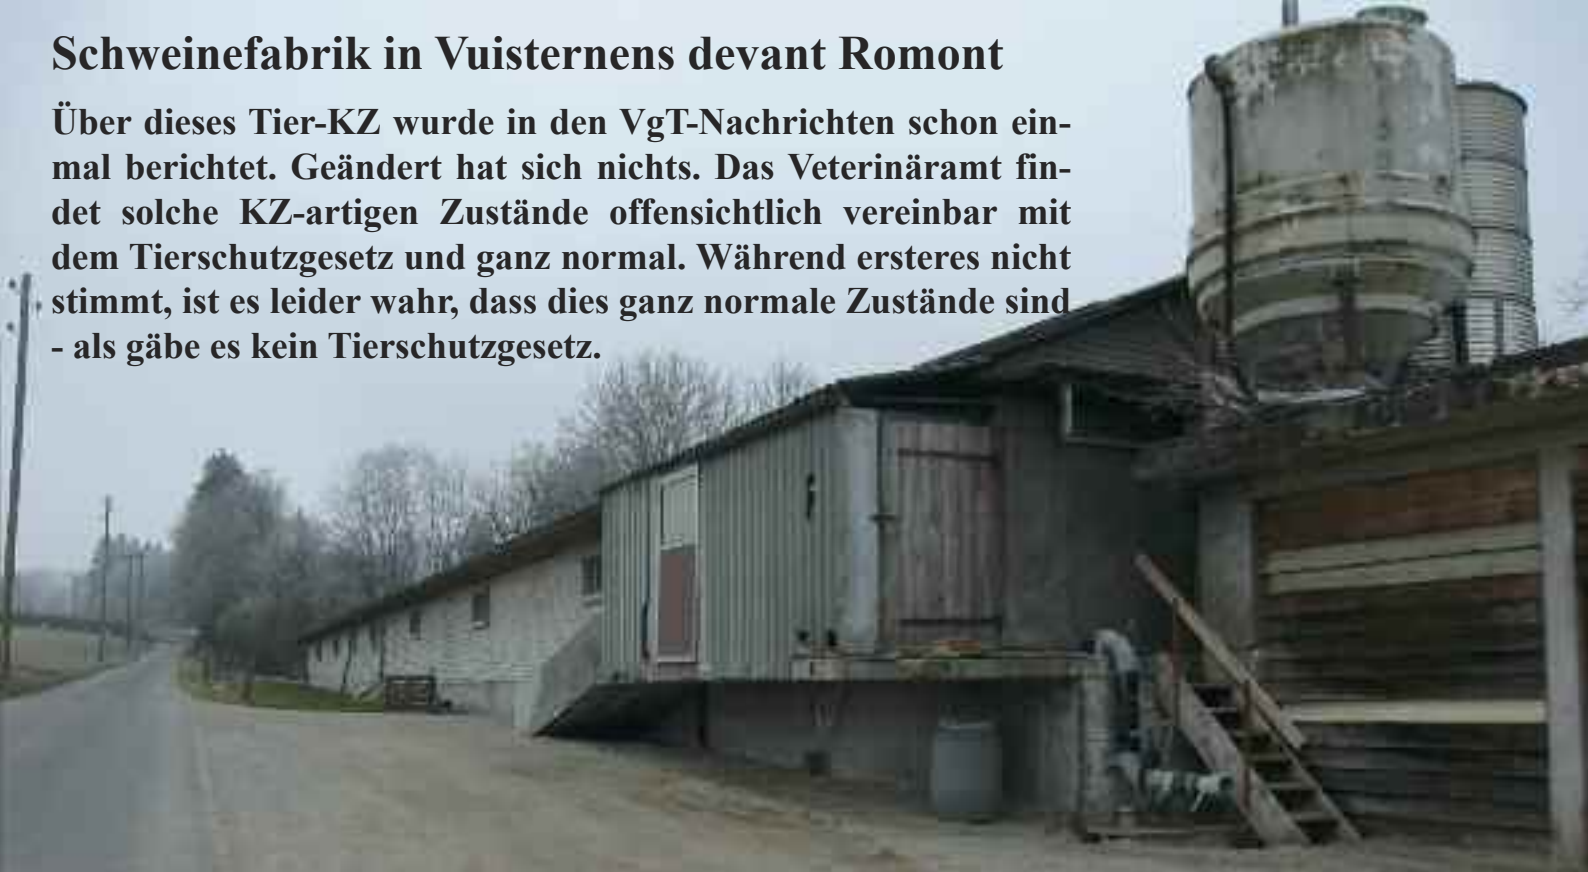 Schweinefabrik in Vuisternens devant Romont
Über dieses Tier-KZ wurde in den VgT-Nachrichten schon ein-
mal berichtet. Geändert hat sich nichts. Das Veterinäramt fin-
det solche KZ-artigen Zustände offensichtlich vereinbar mit
dem Tierschutzgesetz und ganz normal. Während ersteres nicht
stimmt, ist es leider wahr, dass dies ganz normale Zustände sind
- als gäbe es kein Tierschutzgesetz.